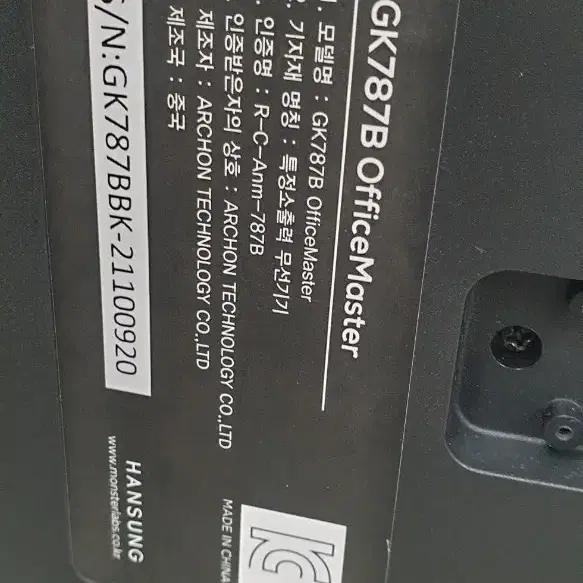 GK787B OfficeMaster
1. 모델명 : GK787B OfficeMaster
2. 기자재 명칭 : 특정소출력 무선기기
. 인증명 : R-C-Anm-787B
. 인증받은자의 상호 : ARCHON TECHNOLOGY CO.,LTD
제조자 : ARCHON TECHNOLOGY CO.,LTD
제조국 : 중국
S/N:GK787BBK-21100920
MADE IN CHINA
HANSUNG
www.monsterlabs.co.kr